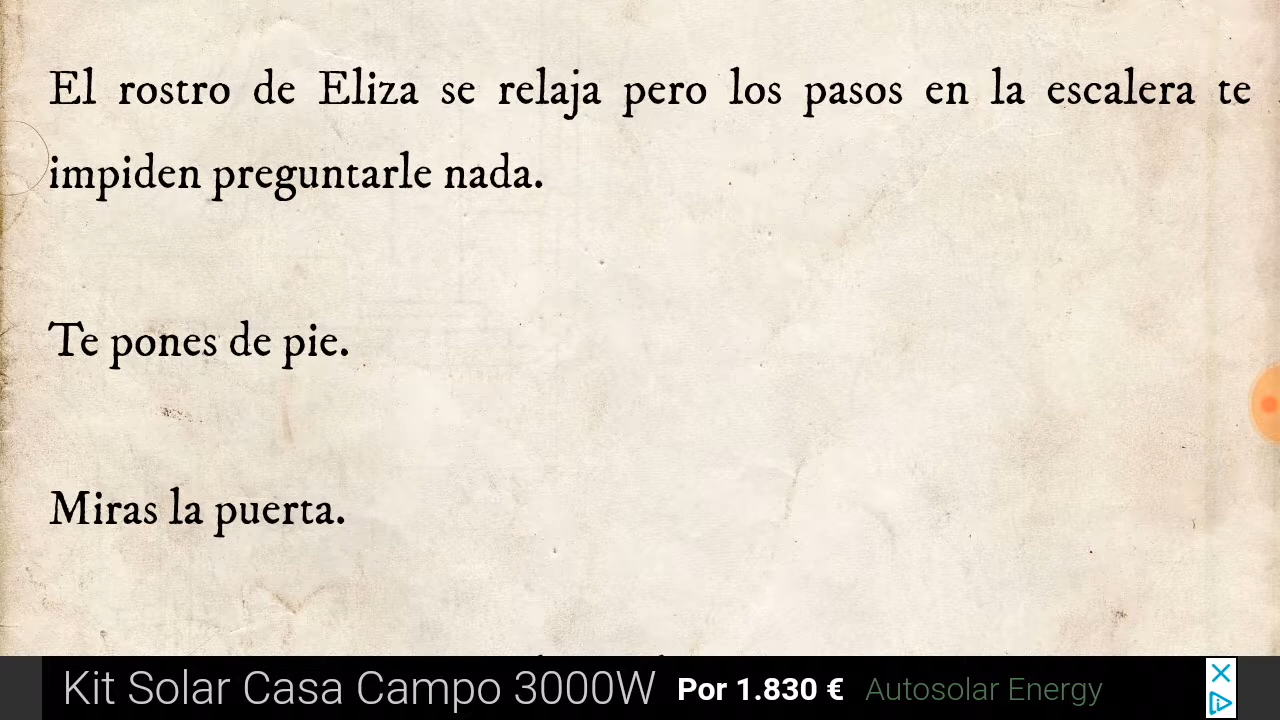 El rostro de Eliza se relaja pero los pasos en la escalera te
impiden preguntarle nada.
Te pones de pie.
Miras la puerta.
Kit Solar Casa Campo 3000W Por 1.830 € Autosolar Energy